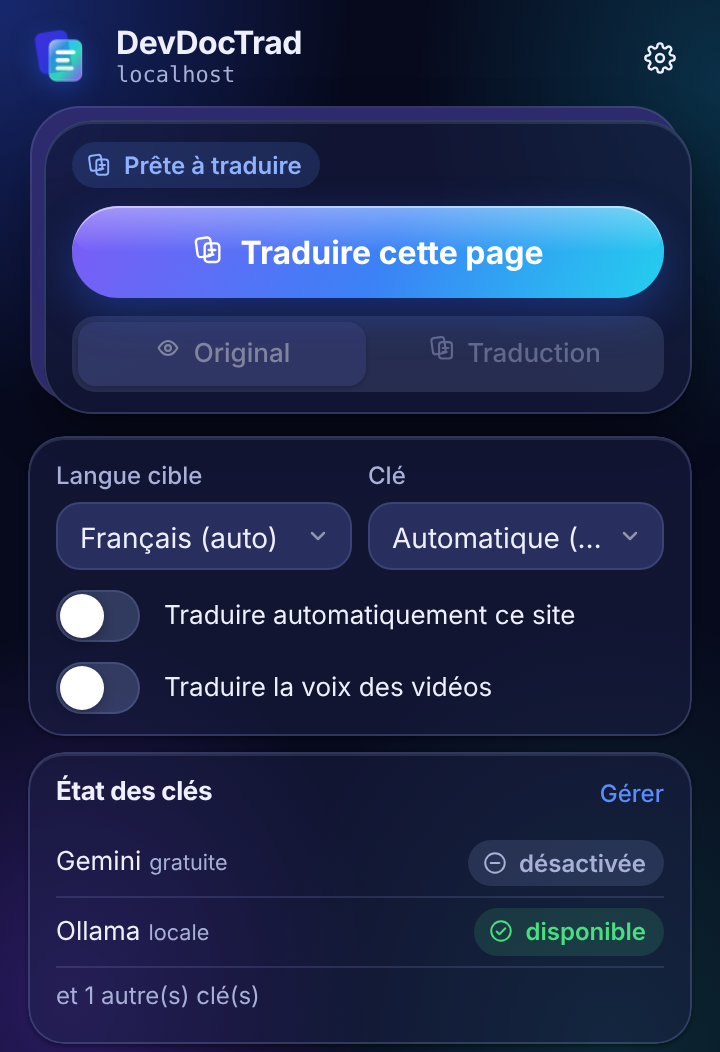 DevDocTrad
localhost
Prête à traduire
Traduire cette page
Original
Traduction
Langue cible
Clé
Français (auto)
Automatique (...
Traduire automatiquement ce site
Traduire la voix des vidéos
État des clés
Gérer
Gemini gratuite
désactivée
Ollama locale
disponible
et 1 autre(s) clé(s)